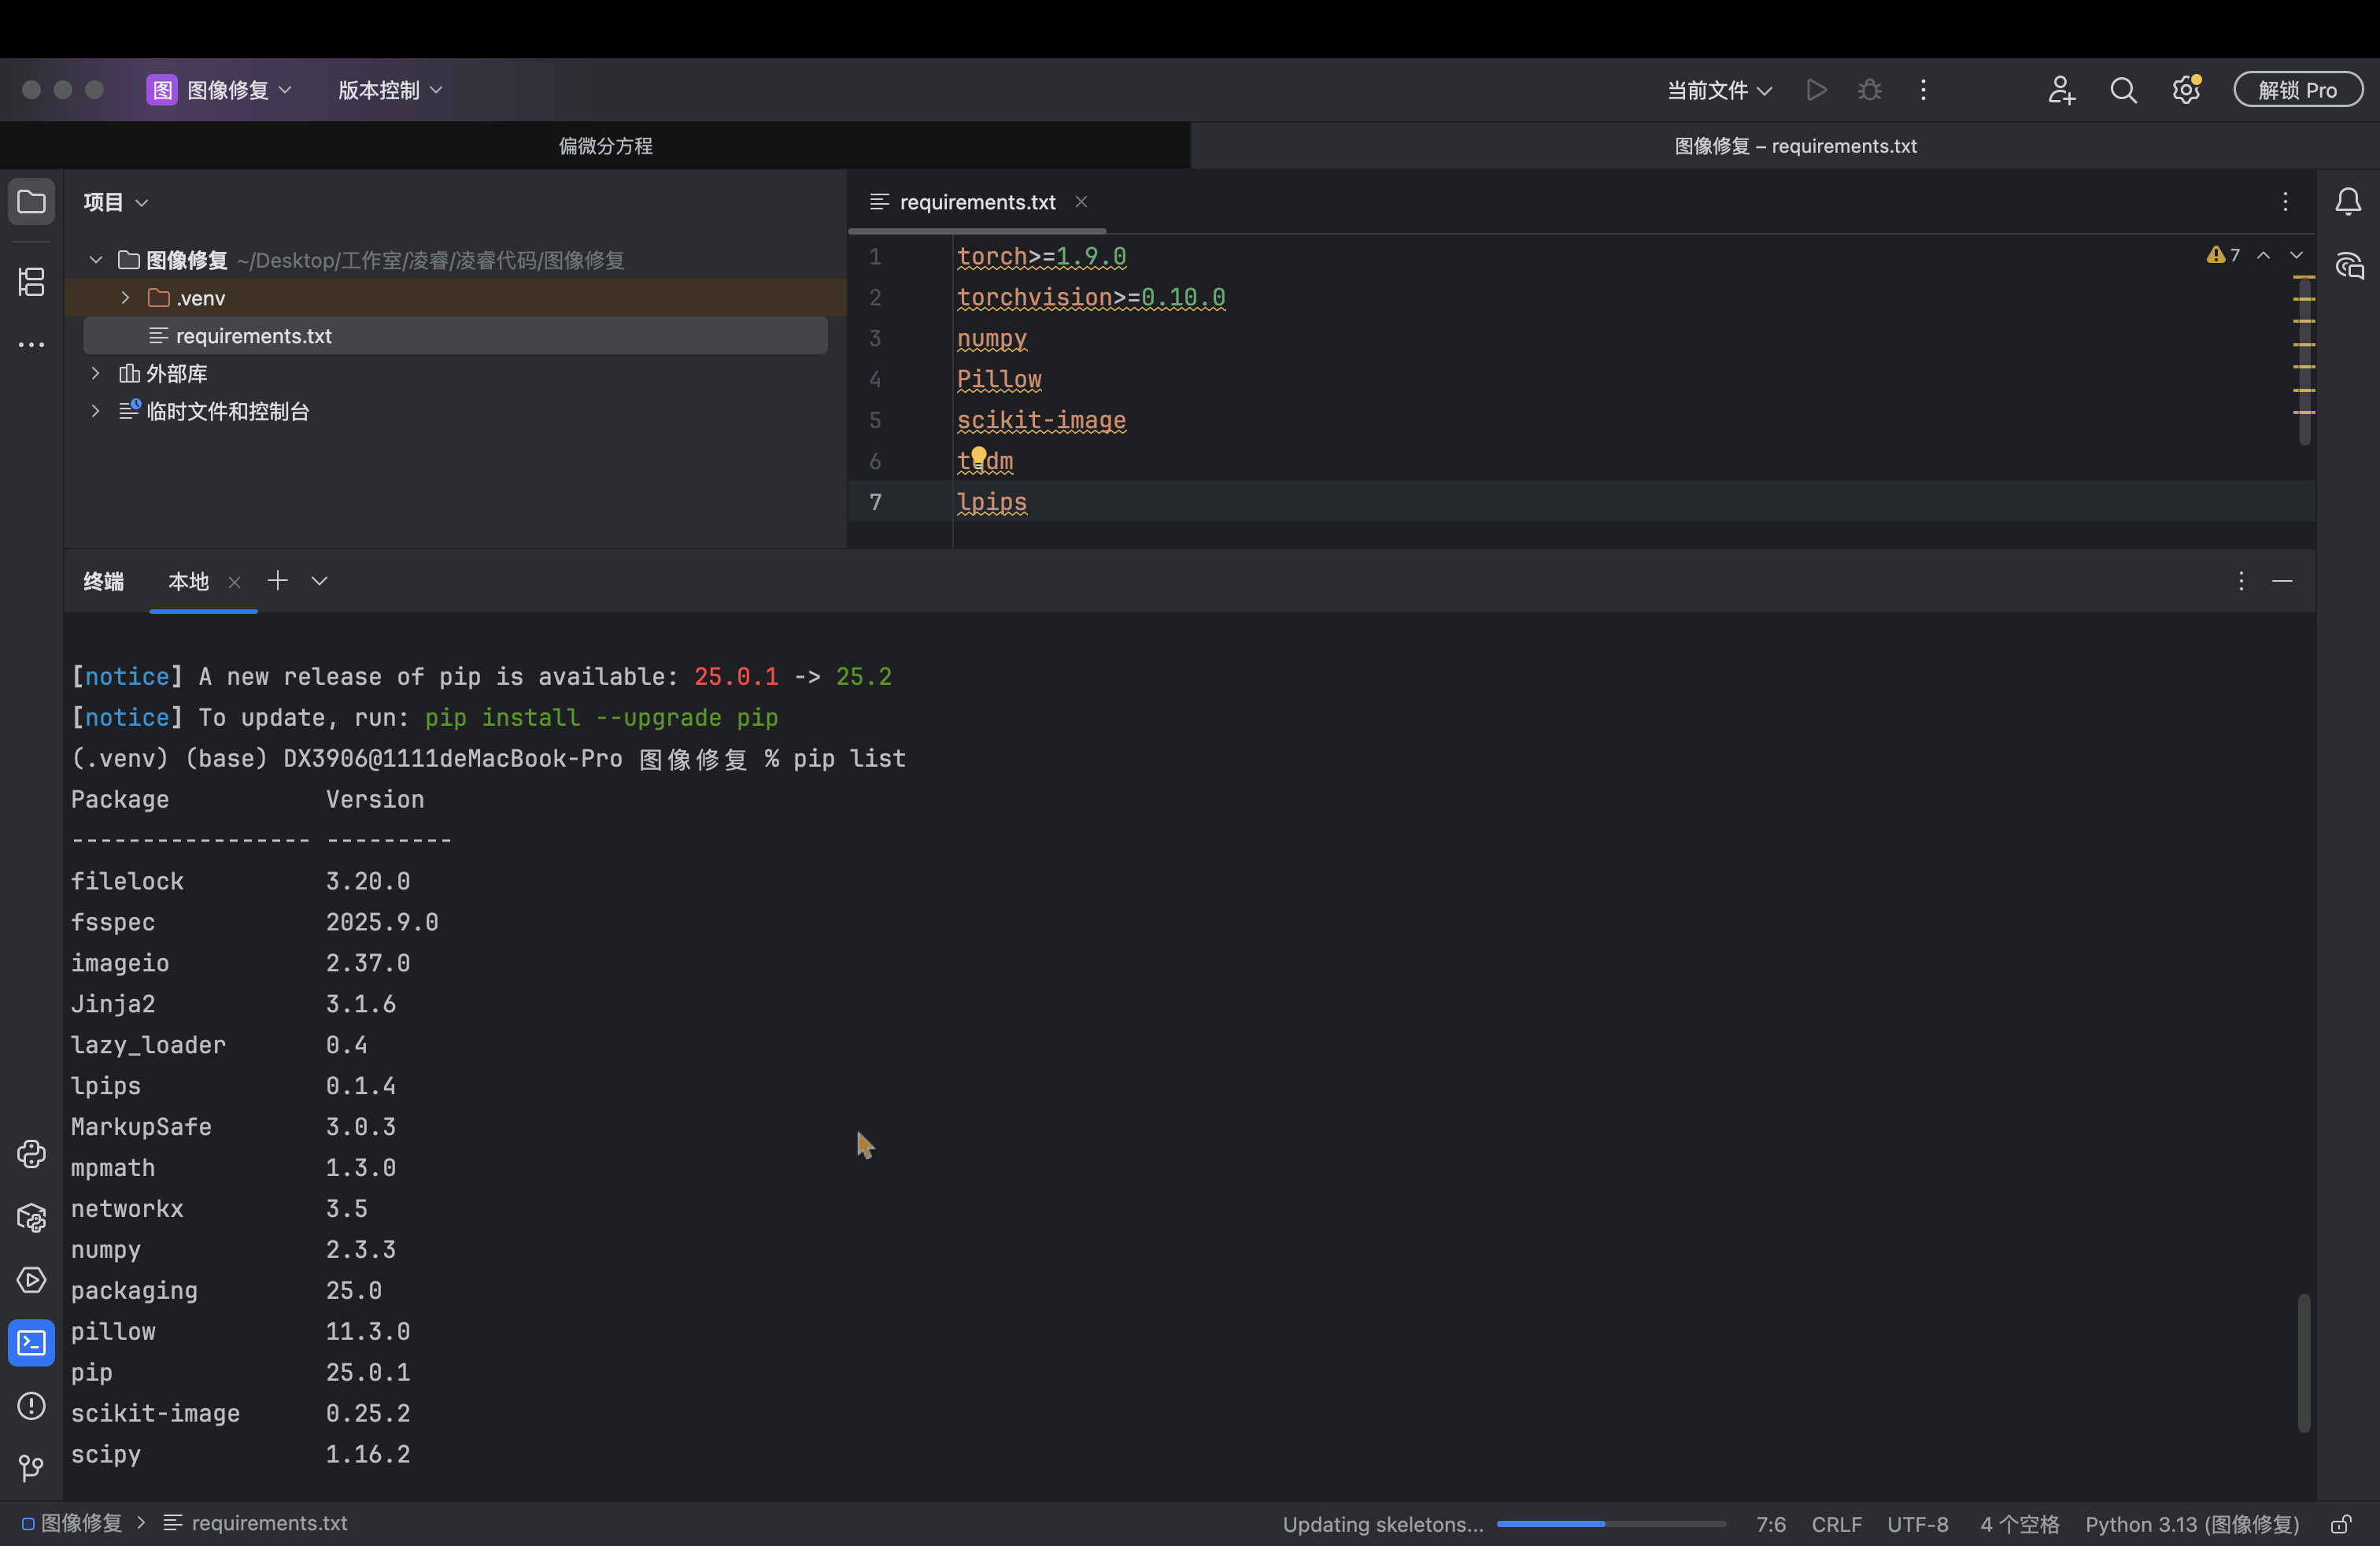 图 图像修复 版本控制 当前文件 解锁 Pro
偏微分方程 图像修复 – requirements.txt
项目
图像修复 ~/Desktop/工作室/凌睿/凌睿代码/图像修复
.venv
requirements.txt
外部库
临时文件和控制台
requirements.txt
7
1 torch>=1.9.0
2 torchvision>=0.10.0
3 numpy
4 Pillow
5 scikit-image
6 tqdm
7 lpips
终端 本地
[notice] A new release of pip is available: 25.0.1 -> 25.2
[notice] To update, run: pip install --upgrade pip
(.venv) (base) DX3906@1111deMacBook-Pro 图像修复 % pip list
Package Version
----------------- ---------
filelock 3.20.0
fsspec 2025.9.0
imageio 2.37.0
Jinja2 3.1.6
lazy_loader 0.4
lpips 0.1.4
MarkupSafe 3.0.3
mpmath 1.3.0
networkx 3.5
numpy 2.3.3
packaging 25.0
pillow 11.3.0
pip 25.0.1
scikit-image 0.25.2
scipy 1.16.2
图像修复 > requirements.txt Updating skeletons... 7:6 CRLF UTF-8 4 个空格 Python 3.13 (图像修复)